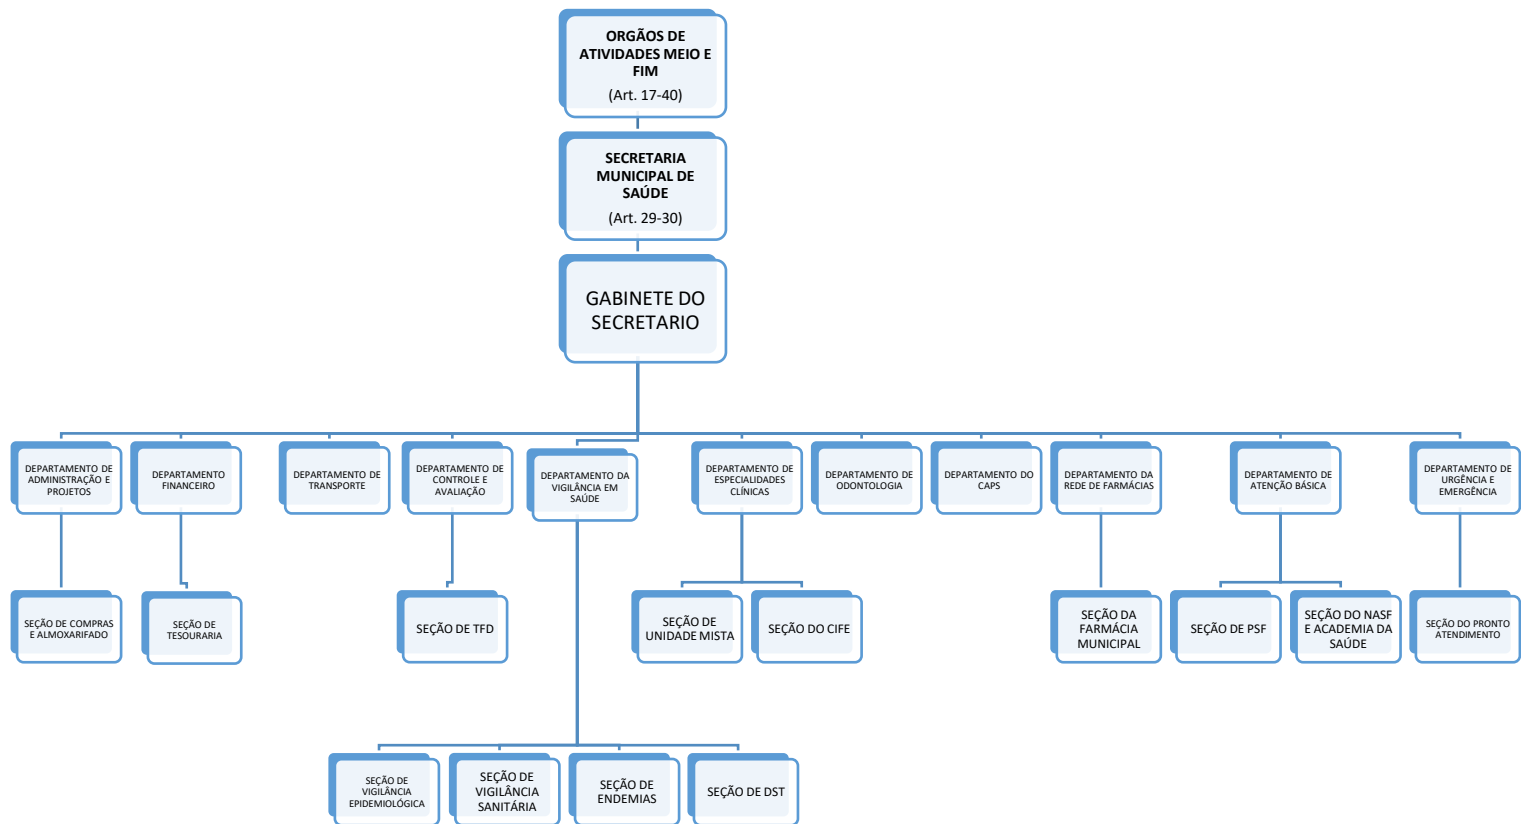 ORGÃOS DE
ATIVIDADES MEIO E
FIM
(Art. 17-40)
SECRETARIA
MUNICIPAL DE
SAÚDE
(Art. 29-30)
GABINETE DO
SECRETARIO
DEPARTAMENTO DE
ADMINISTRAÇÃO E
PROJETOS
DEPARTAMENTO
FINANCEIRO
DEPARTAMENTO DE
TRANSPORTE
DEPARTAMENTO DE
CONTROLE E
AVALIAÇÃO
DEPARTAMENTO DA
VIGILÂNCIA EM
SAÚDE
DEPARTAMENTO DE
ESPECIALIDADES
CLÍNICAS
DEPARTAMENTO DE
ODONTOLOGIA
DEPARTAMENTO DO
CAPS
DEPARTAMENTO DA
REDE DE FARMÁCIAS
DEPARTAMENTO DE
ATENÇÃO BÁSICA
DEPARTAMENTO DE
URGÊNCIA E
EMERGÊNCIA
SEÇÃO DE COMPRAS
E ALMOXARIFADO
SEÇÃO DE
TESOURARIA
SEÇÃO DE TFD
SEÇÃO DE
UNIDADE MISTA
SEÇÃO DO CIFE
SEÇÃO DA
FARMÁCIA
MUNICIPAL
SEÇÃO DE PSF
SEÇÃO DO NASF
E ACADEMIA DA
SAÚDE
SEÇÃO DO PRONTO
ATENDIMENTO
SEÇÃO DE
VIGILÂNCIA
EPIDEMIOLÓGICA
SEÇÃO DE
VIGILÂNCIA
SANITÁRIA
SEÇÃO DE
ENDEMIAS
SEÇÃO DE DST